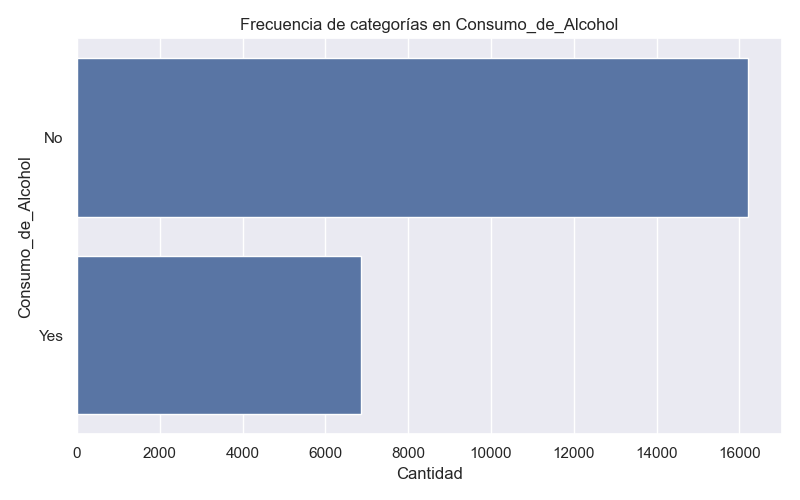 Frecuencia de categorías en Consumo_de_Alcohol
Consumo_de_Alcohol
No
Yes
0 2000 4000 6000 8000 10000 12000 14000 16000
Cantidad